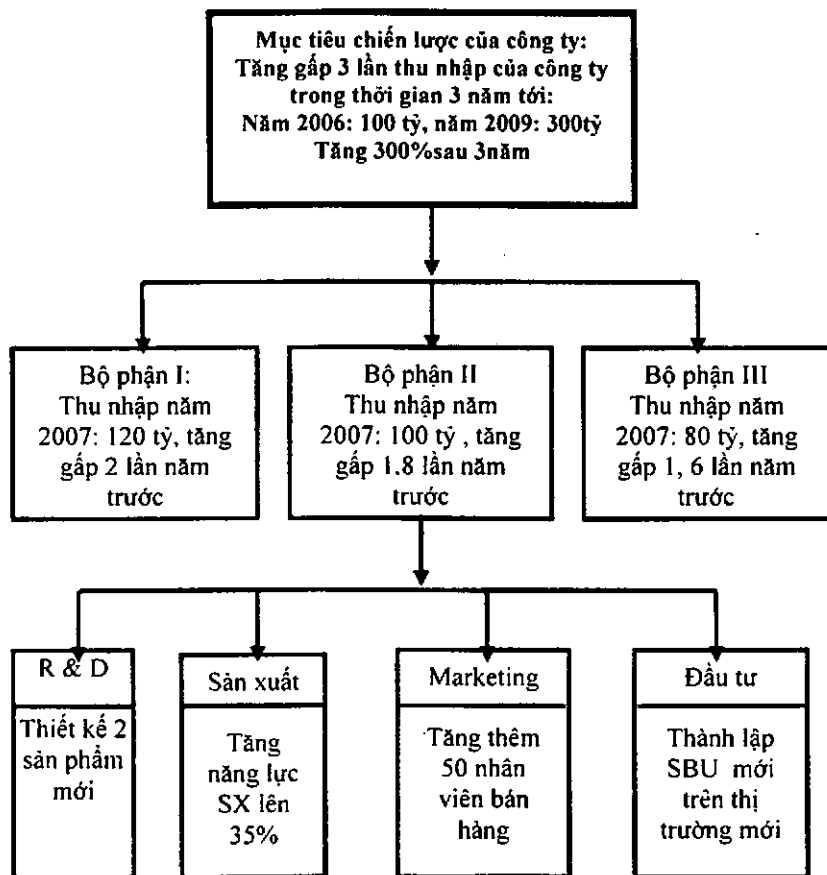 Mục tiêu chiến lược của công ty:
Tăng gấp 3 lần thu nhập của công ty
trong thời gian 3 năm tới:
Năm 2006: 100 tỷ, năm 2009: 300tỷ
Tăng 300%sau 3năm
Bộ phận I:
Thu nhập năm
2007: 120 tỷ, tăng
gấp 2 lần năm
trước
Bộ phận II
Thu nhập năm
2007: 100 tỷ , tăng
gấp 1.8 lần năm
trước
Bộ phận III
Thu nhập năm
2007: 80 tỷ, tăng
gấp 1, 6 lần năm
trước
R & D
Thiết kế 2
sản phẩm
mới
Sản xuất
Tăng
năng lực
SX lên
35%
Marketing
Tăng thêm
50 nhân
viên bán
hàng
Đầu tư
Thành lập
SBU mới
trên thị
trường mới